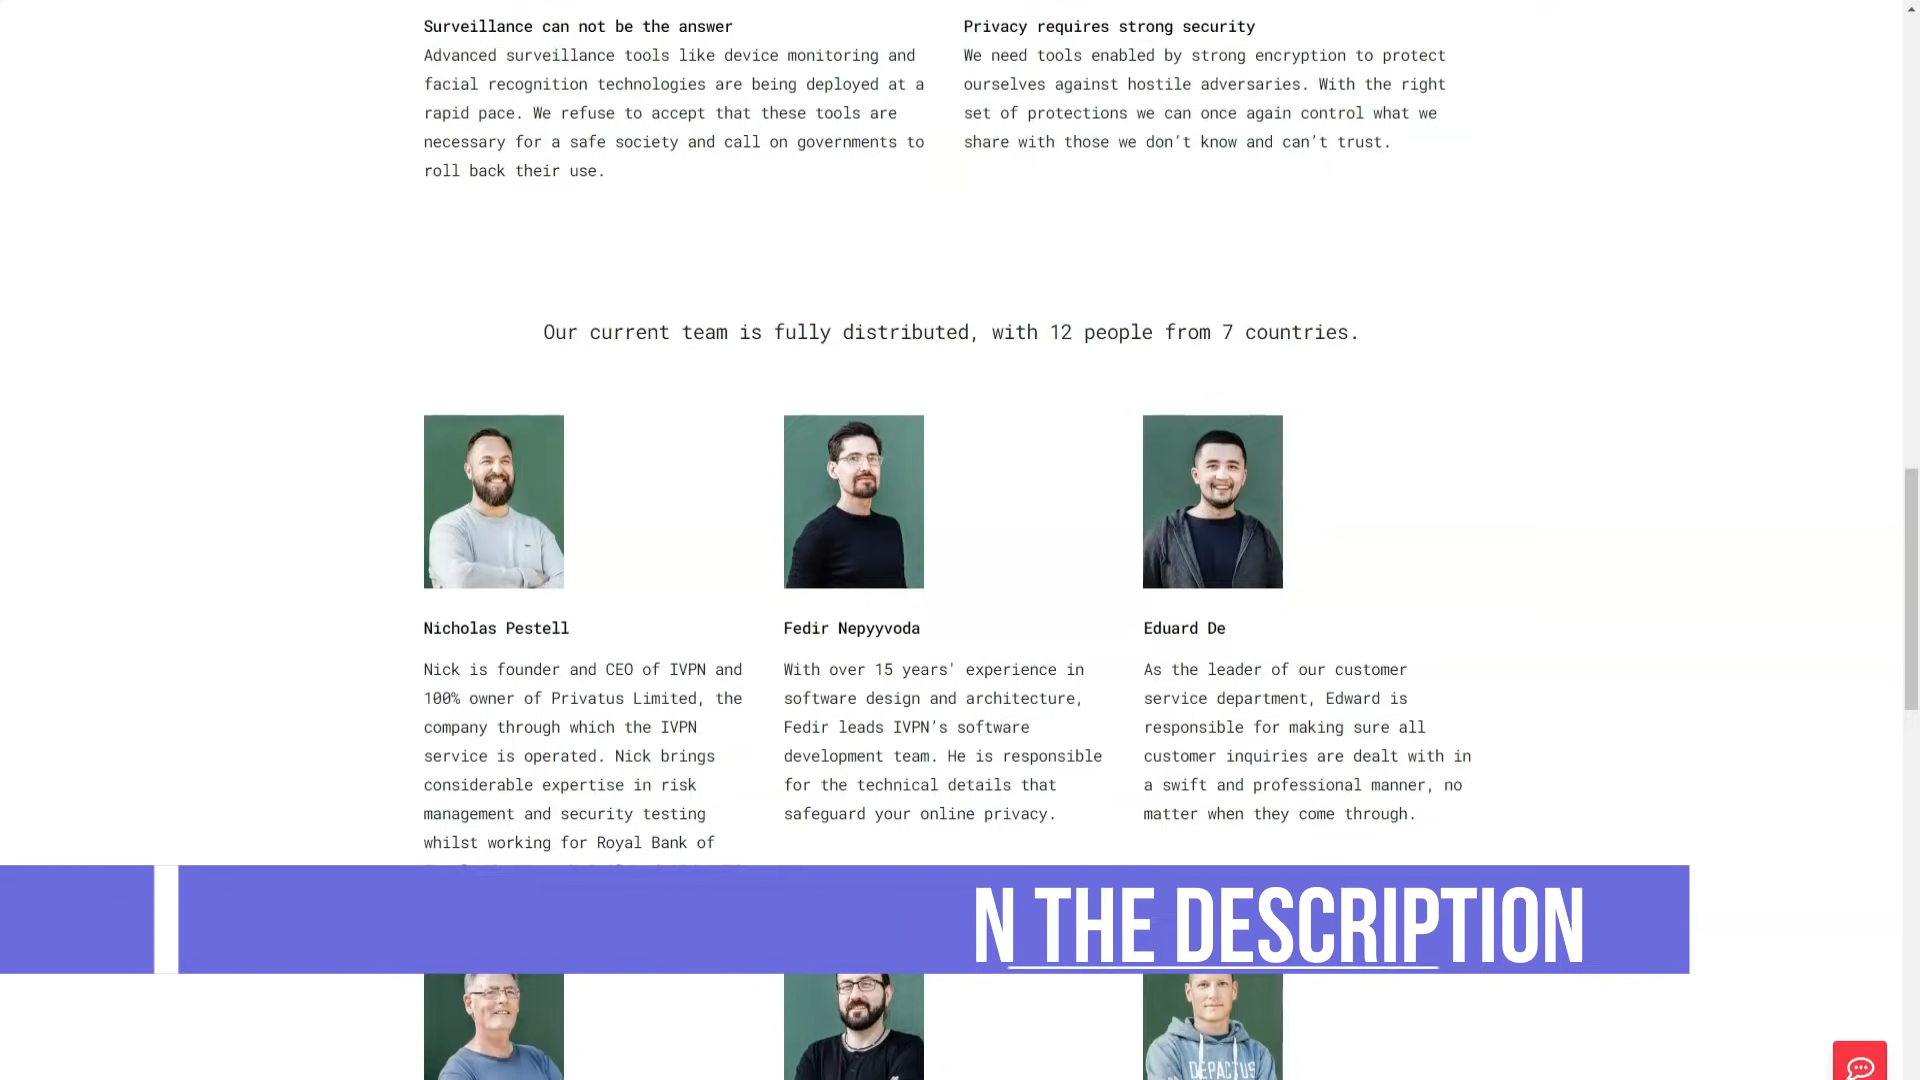 Surveillance can not be the answer
Advanced surveillance tools like device monitoring and
facial recognition technologies are being deployed at a
rapid pace. We refuse to accept that these tools are
necessary for a safe society and call on governments to
roll back their use.
Privacy requires strong security
We need tools enabled by strong encryption to protect
ourselves against hostile adversaries. With the right
set of protections we can once again control what we
share with those we don’t know and can’t trust.
Our current team is fully distributed, with 12 people from 7 countries.
Nicholas Pestell
Nick is founder and CEO of IVPN and
100% owner of Privatus Limited, the
company through which the IVPN
service is operated. Nick brings
considerable expertise in risk
management and security testing
whilst working for Royal Bank of
Fedir Nepyyvoda
With over 15 years' experience in
software design and architecture,
Fedir leads IVPN’s software
development team. He is responsible
for the technical details that
safeguard your online privacy.
Eduard De
As the leader of our customer
service department, Edward is
responsible for making sure all
customer inquiries are dealt with in
a swift and professional manner, no
matter when they come through.
N THE DESCRIPTION
DEPACTUS